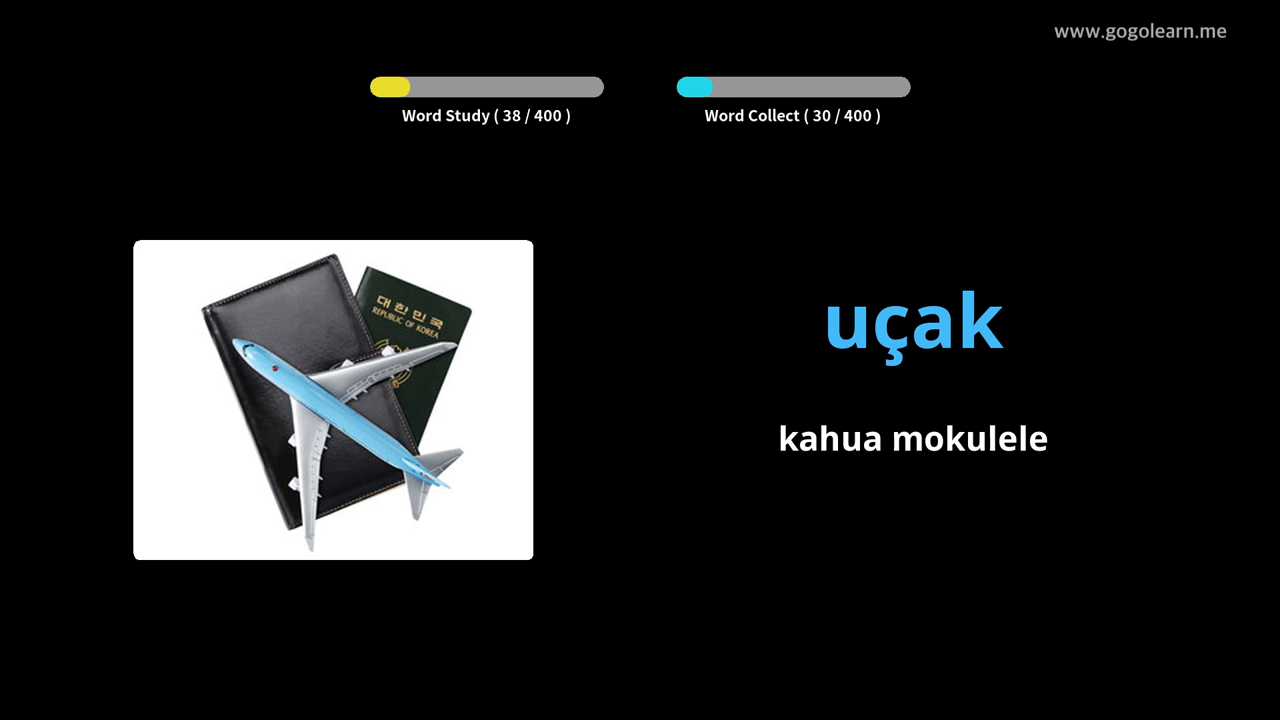 www.gogolearn.me
Word Study ( 38 / 400 )
Word Collect ( 30 / 400 )
대한민국
REPUBLIC OF KOREA
uçak
kahua mokulele